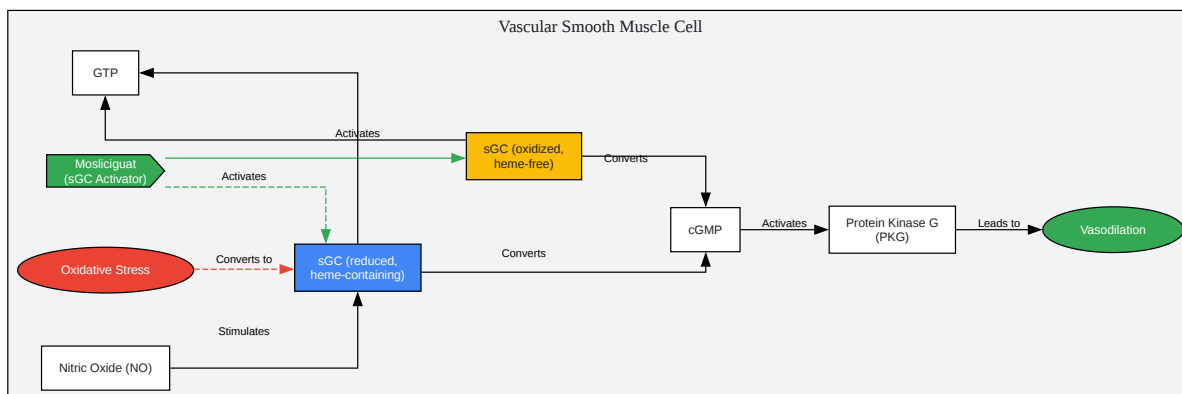 Vascular Smooth Muscle Cell
GTP
Activates
sGC (oxidized,
heme-free)
Converts
Mosliciguat
(sGC Activator)
Activates
cGMP
Activates
Protein Kinase G
(PKG)
Leads to
Vasodilation
Oxidative Stress
Converts to
sGC (reduced,
heme-containing)
Converts
Stimulates
Nitric Oxide (NO)